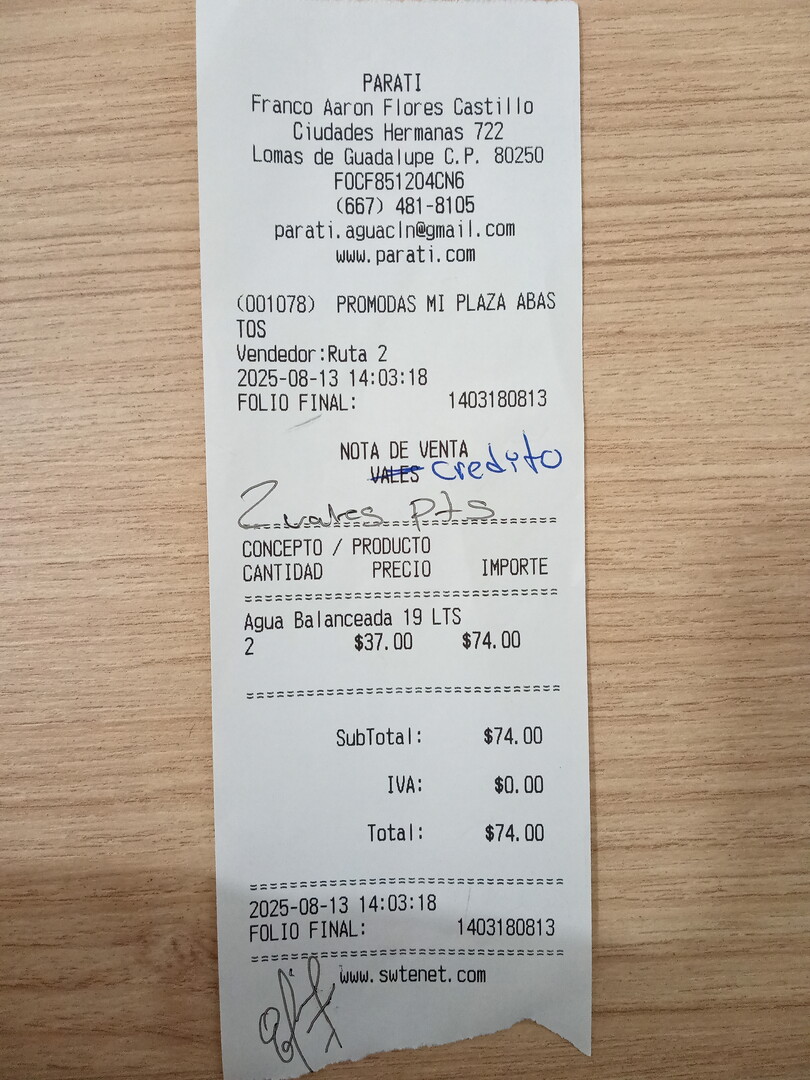 PARATI
Franco Aaron Flores Castillo
Ciudades Hermanas 722
Lomas de Guadalupe C.P. 80250
FOCF851204CN6
(667) 481-8105
parati.aguacln@gmail.com
www.parati.com
(001078) PROMODAS MI PLAZA ABAS
TOS
Vendedor:Ruta 2
2025-08-13 14:03:18
FOLIO FINAL: 1403180813
NOTA DE VENTA
VALES credito
2 vales pts
CONCEPTO / PRODUCTO
CANTIDAD PRECIO IMPORTE
Agua Balanceada 19 LTS
2 $37.00 $74.00
SubTotal: $74.00
IVA: $0.00
Total: $74.00
2025-08-13 14:03:18
FOLIO FINAL: 1403180813
www.swtenet.com